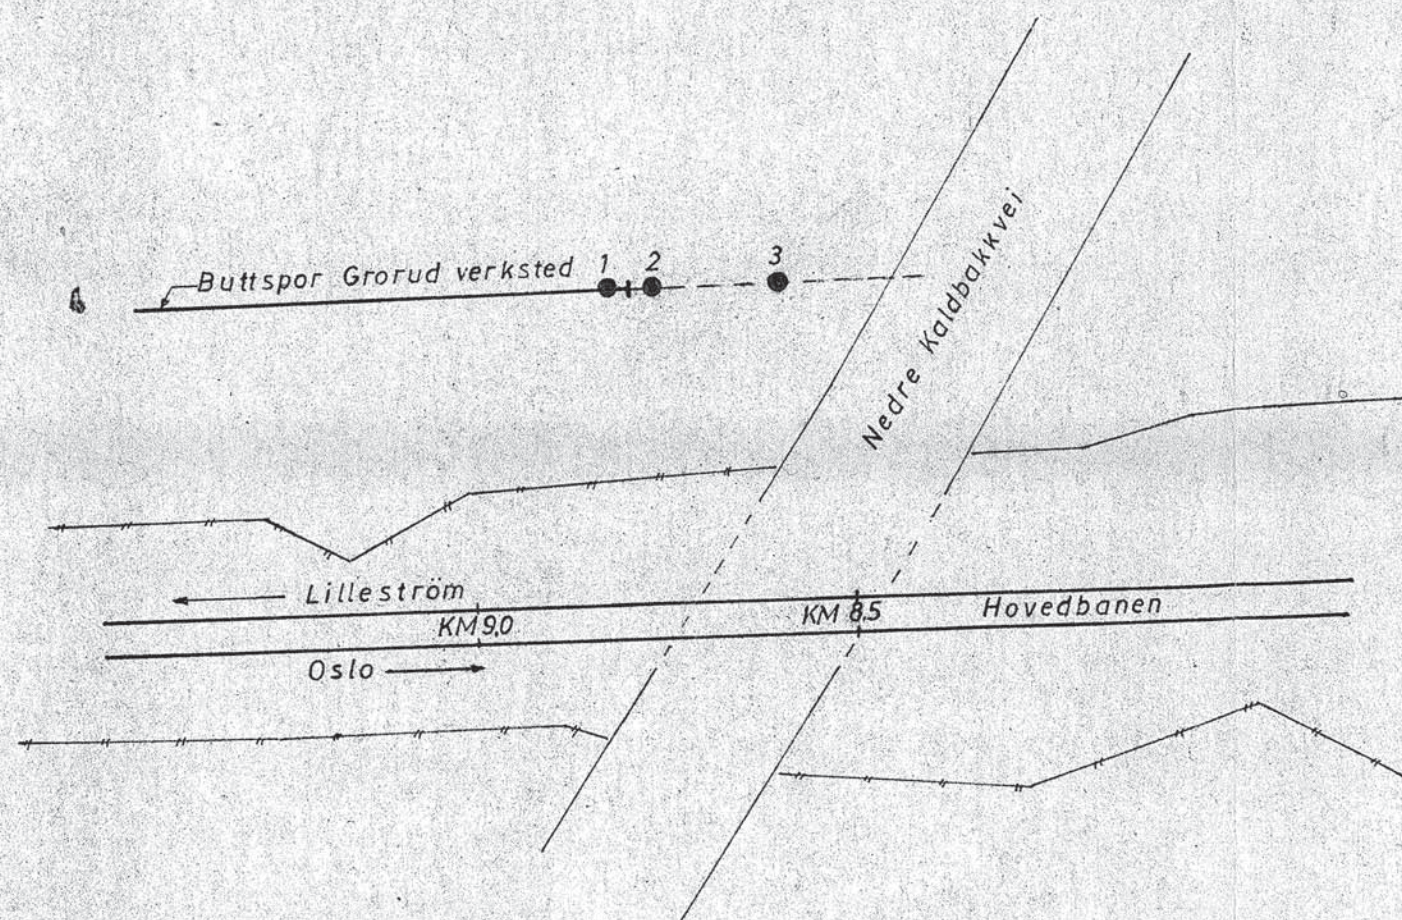 1 2 3
Buttspor Grorud verksted
Nedre Kaldbakkvei
Lilleström
KM 9,0
KM 8,5
Hovedbanen
Oslo